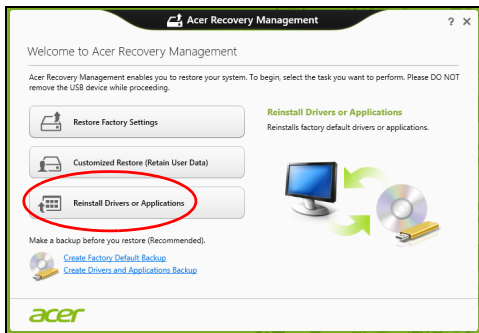 Acer Recovery Management
? X
Welcome to Acer Recovery Management
Acer Recovery Management enables you to restore your system. To begin, select the task you want to perform. Please DO NOT
remove the USB device while proceeding.
Restore Factory Settings
Customized Restore (Retain User Data)
Reinstall Drivers or Applications
Reinstall Drivers or Applications
Reinstalls factory default drivers or applications.
Make a backup before you restore (Recommended).
Create Factory Default Backup
Create Drivers and Applications Backup
acer